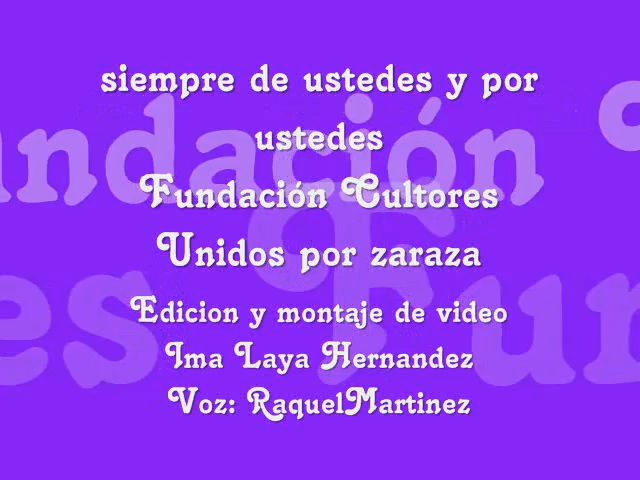 siempre de ustedes y por
ustedes
Fundación Cultores
Unidos por zaraza
Edicion y montaje de video
Ima Laya Hernandez
Voz: RaquelMartinez